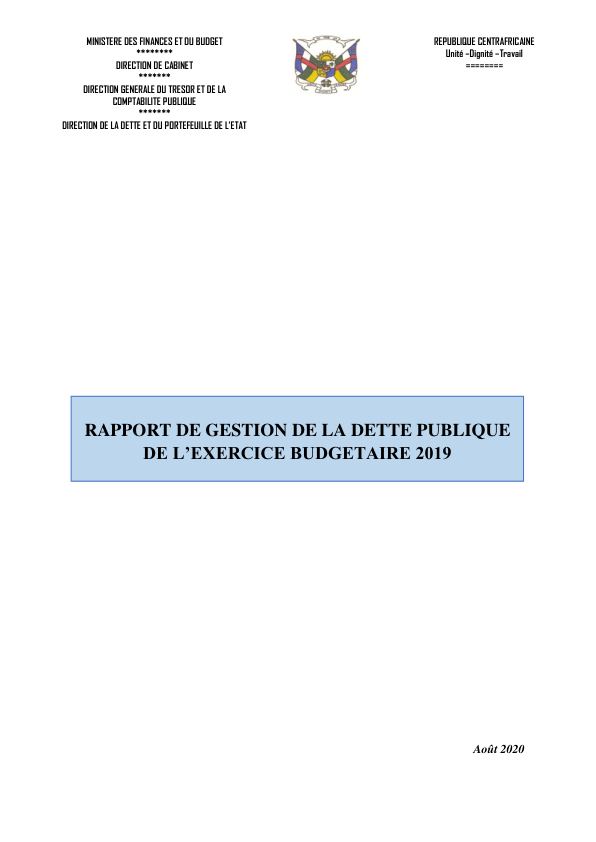 MINISTERE DES FINANCES ET DU BUDGET
********
DIRECTION DE CABINET
*******
DIRECTION GENERALE DU TRESOR ET DE LA
COMPTABILITE PUBLIQUE
*******
DIRECTION DE LA DETTE ET DU PORTEFEUILLE DE L'ETAT
REPUBLIQUE CENTRAFRICAINE
Unité –Dignité –Travail
========
RAPPORT DE GESTION DE LA DETTE PUBLIQUE
DE L’EXERCICE BUDGETAIRE 2019
Août 2020